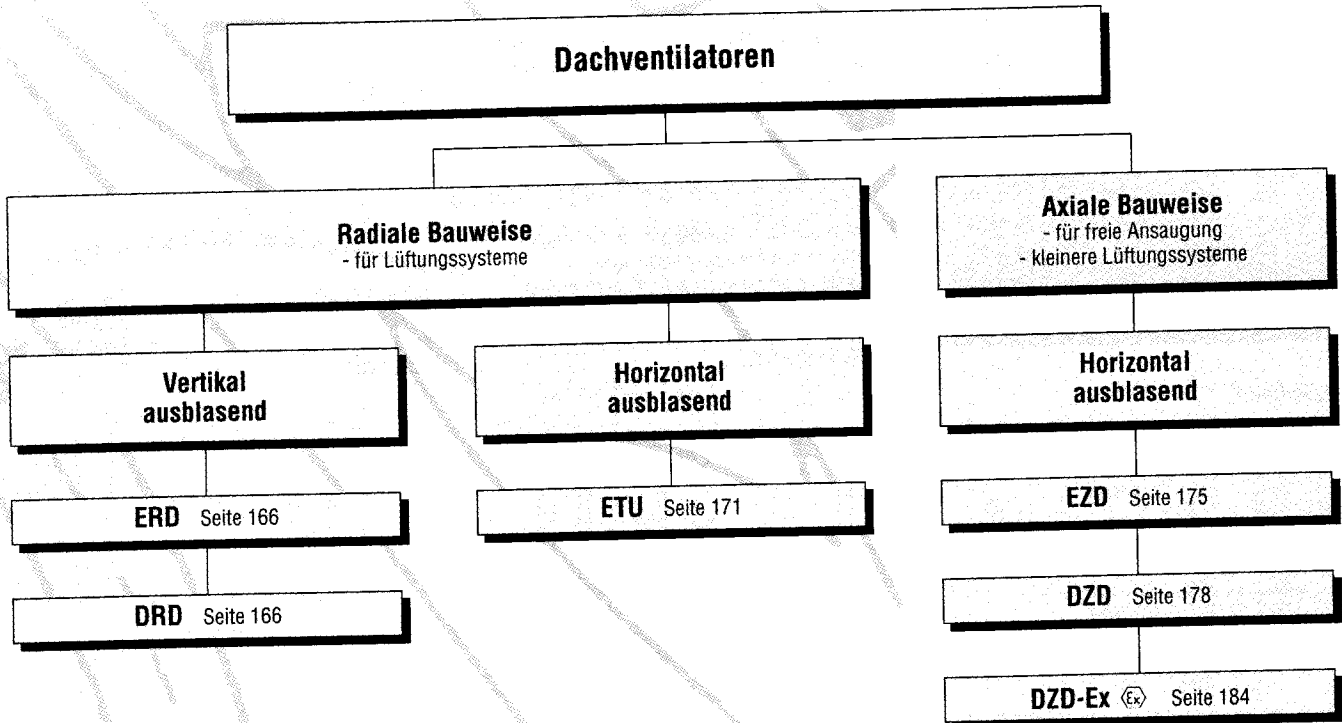 Dachventilatoren
Radiale Bauweise
- für Lüftungssysteme
Axiale Bauweise
- für freie Ansaugung
- kleinere Lüftungssysteme
Vertikal
ausblasend
Horizontal
ausblasend
Horizontal
ausblasend
ERD Seite 166
ETU Seite 171
EZD Seite 175
DRD Seite 166
DZD Seite 178
DZD-Ex Ex Seite 184